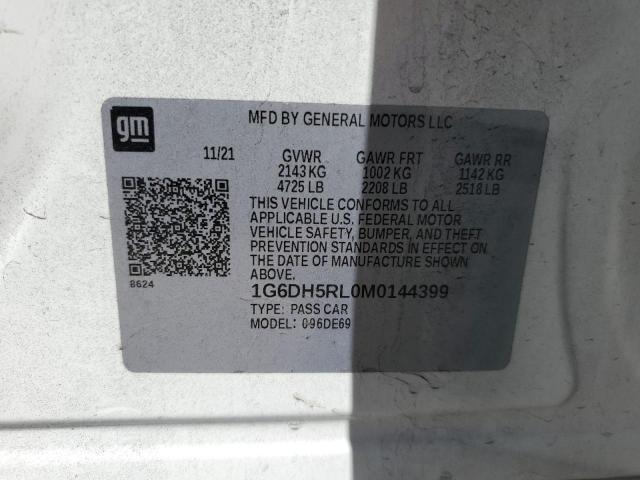 gm
MFD BY GENERAL MOTORS LLC
11/21 GVWR GAWR FRT GAWR RR
2143 KG 1002 KG 1142 KG
4725 LB 2208 LB 2518 LB
THIS VEHICLE CONFORMS TO ALL
APPLICABLE U.S. FEDERAL MOTOR
VEHICLE SAFETY, BUMPER, AND THEFT
PREVENTION STANDARDS IN EFFECT ON
THE DATE OF MANUFACTURE SHOWN
ABOVE.
8624
1G6DH5RL0M0144399
TYPE: PASS CAR
MODEL: 096DE69